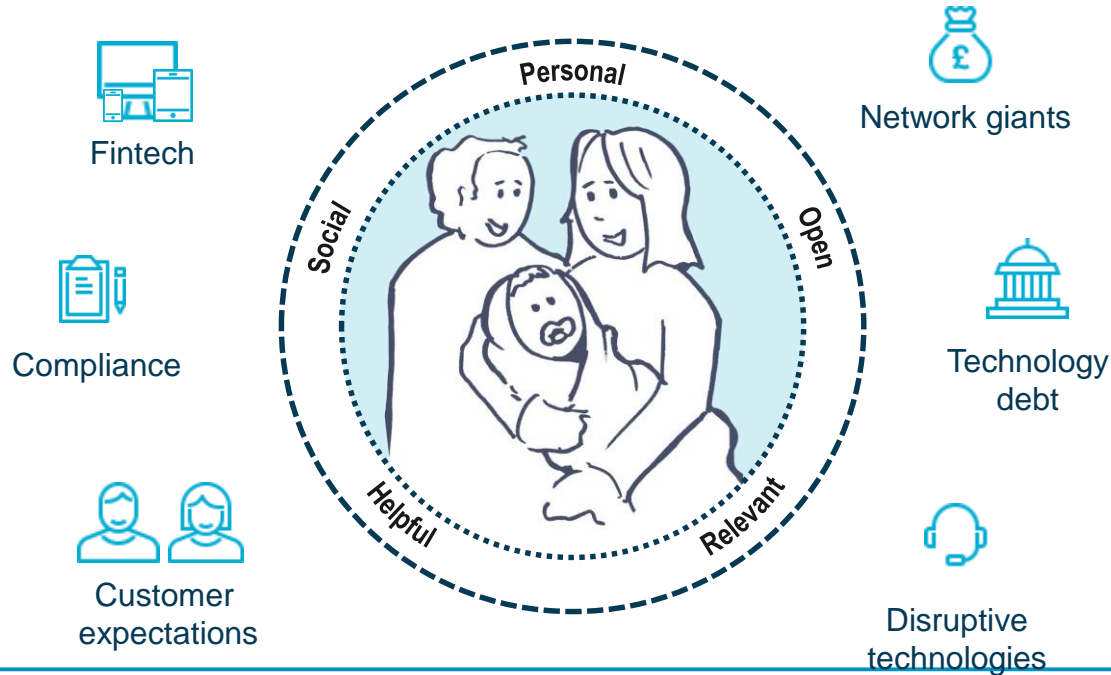 Personal
Social
Open
Helpful
Relevant
Fintech
Compliance
Customer
expectations
£
Network giants
Technology
debt
Disruptive
technologies